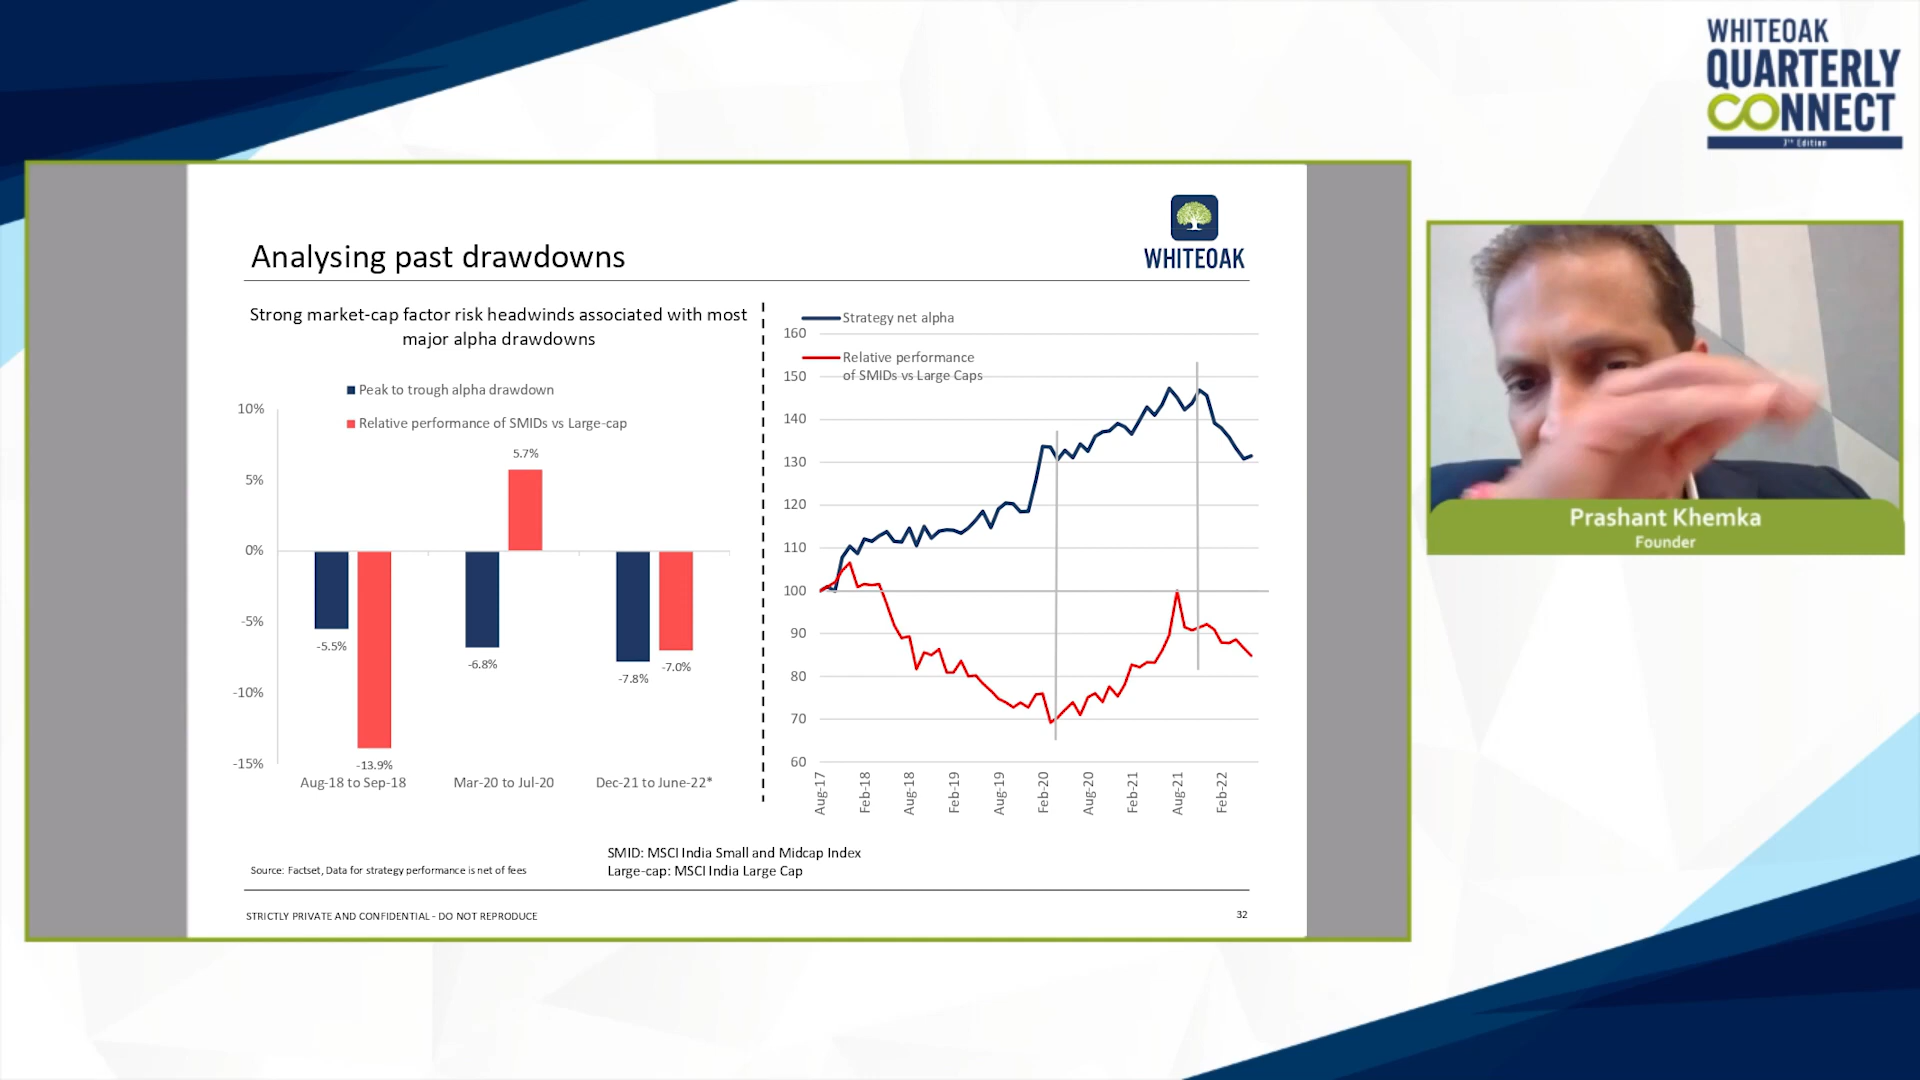 WHITEOAK
QUARTERLY
CONNECT
Analysing past drawdowns
WHITEOAK
Strong market-cap factor risk headwinds associated with most
major alpha drawdowns
Peak to trough alpha drawdown
Relative performance of SMIDs vs Large-cap
10%
5%
0%
-5%
-10%
-15%
5.7%
-5.5%
-6.8%
-7.8%
-7.0%
-13.9%
Aug-18 to Sep-18
Mar-20 to Jul-20
Dec-21 to June-22*
Strategy net alpha
Relative performance
of SMIDs vs Large Caps
160
150
140
130
120
110
100
90
80
70
60
Aug-17
Feb-18
Aug-18
Feb-19
Aug-19
Feb-20
Aug-20
Feb-21
Aug-21
Feb-22
SMID: MSCI India Small and Midcap Index
Large-cap: MSCI India Large Cap
Source: Factset, Data for strategy performance is net of fees
STRICTLY PRIVATE AND CONFIDENTIAL - DO NOT REPRODUCE
32
Prashant Khemka
Founder